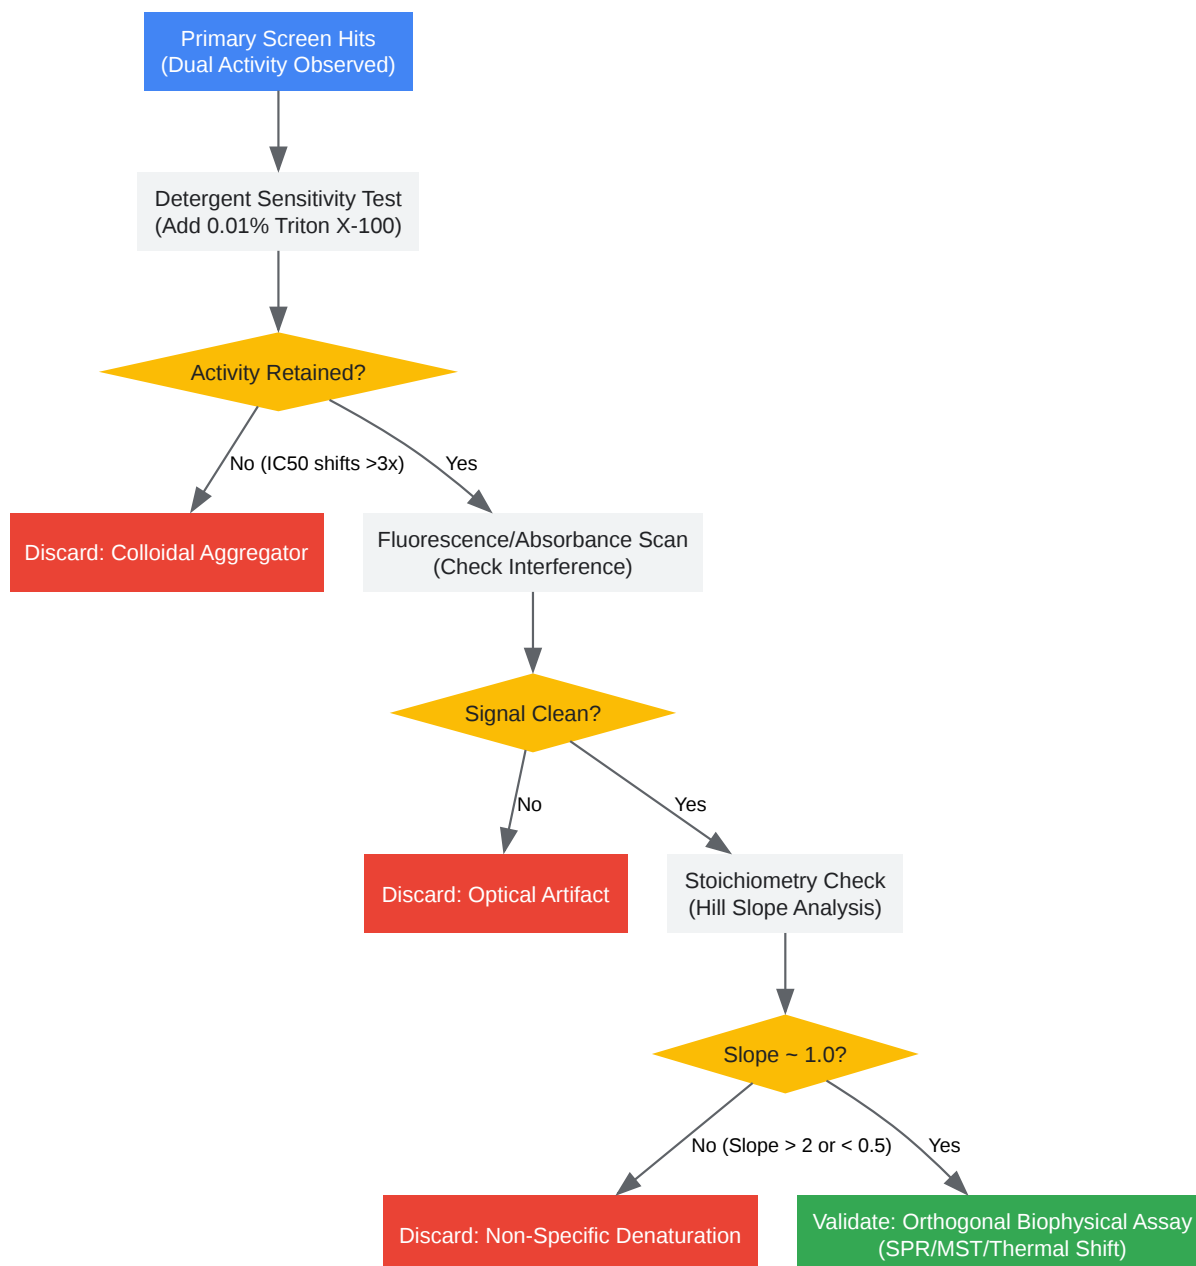 Primary Screen Hits
(Dual Activity Observed)
Detergent Sensitivity Test
(Add 0.01% Triton X-100)
Activity Retained?
No (IC50 shifts >3x)
Yes
Discard: Colloidal Aggregator
Fluorescence/Absorbance Scan
(Check Interference)
Signal Clean?
No
Yes
Discard: Optical Artifact
Stoichiometry Check
(Hill Slope Analysis)
Slope ~ 1.0?
No (Slope > 2 or < 0.5)
Yes
Discard: Non-Specific Denaturation
Validate: Orthogonal Biophysical Assay
(SPR/MST/Thermal Shift)